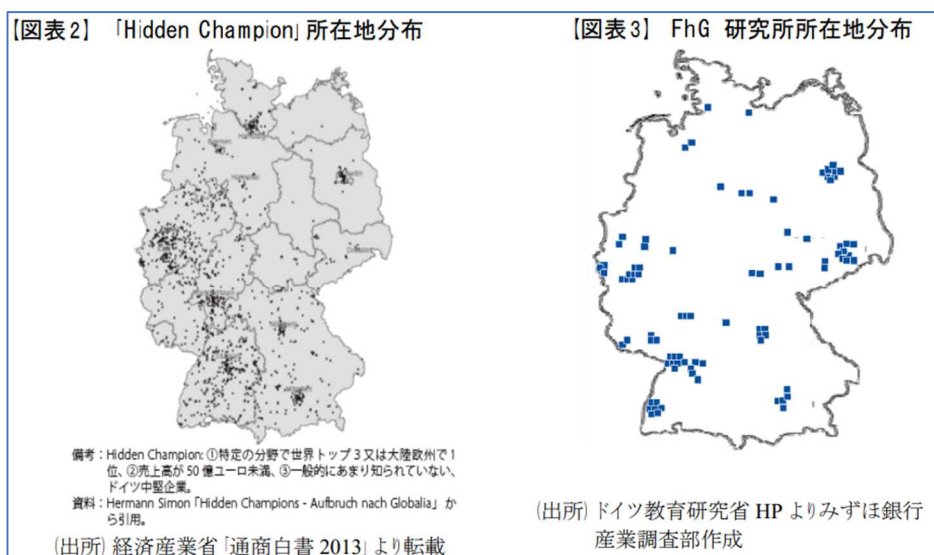 【図表2】 「Hidden Champion」所在地分布
備考：Hidden Champion: ①特定の分野で世界トップ3又は大陸欧州で1
位、②売上高が50億ユーロ未満、③一般的にあまり知られていない、
ドイツ中堅企業。
資料：Hermann Simon「Hidden Champions - Aufbruch nach Globalia」か
ら引用。
(出所) 経済産業省「通商白書 2013」より転載
【図表3】 FhG 研究所所在地分布
(出所) ドイツ教育研究省 HP よりみずほ銀行
産業調査部作成